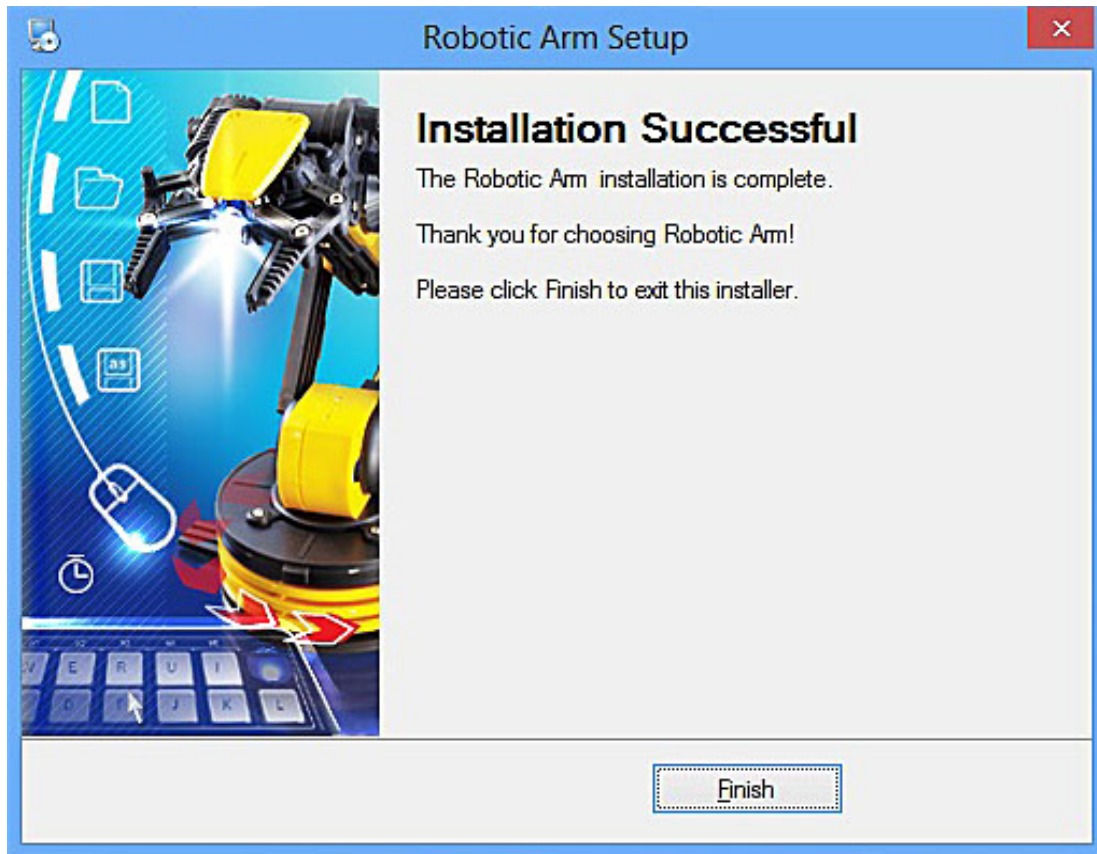 Robotic Arm Setup
Installation Successful
The Robotic Arm installation is complete.
Thank you for choosing Robotic Arm!
Please click Finish to exit this installer.
as
E R U I
J K L
Finish